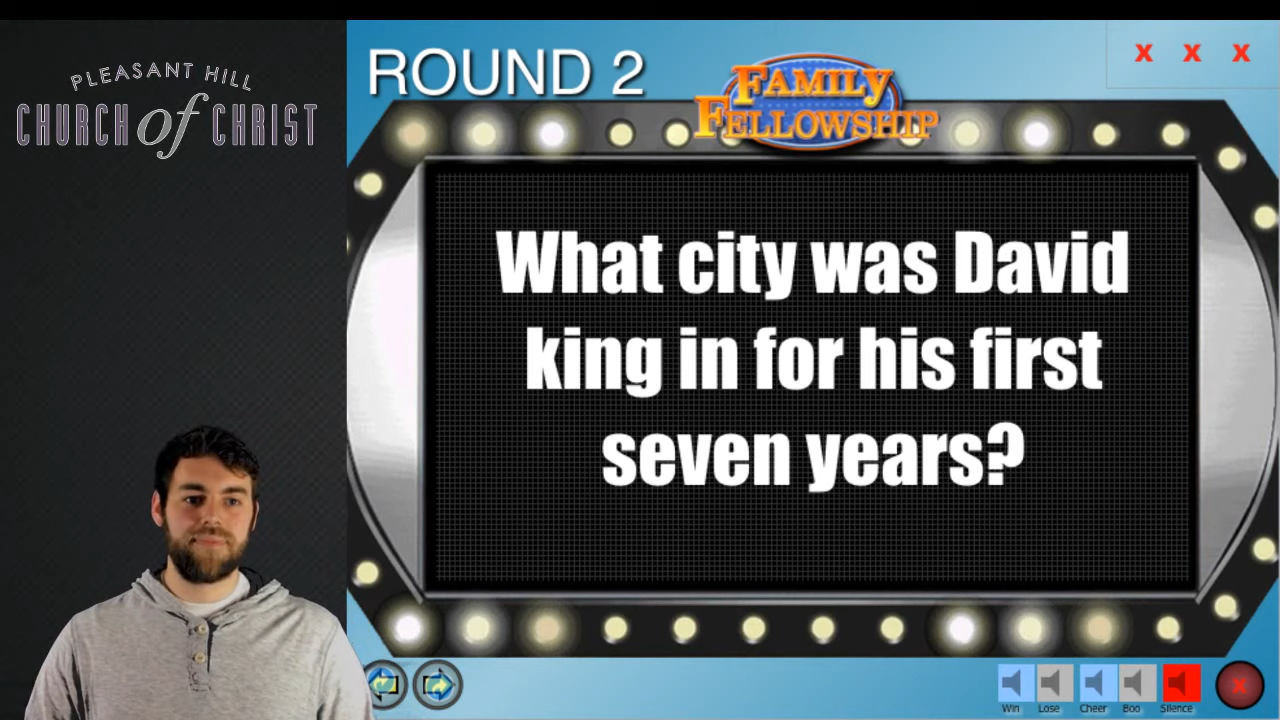 PLEASANT HILL
CHURCH of CHRIST
ROUND 2
X X X
FAMILY
FELLOWSHIP
What city was David
king in for his first
seven years?
Win Lose Cheer Boo Silence
X